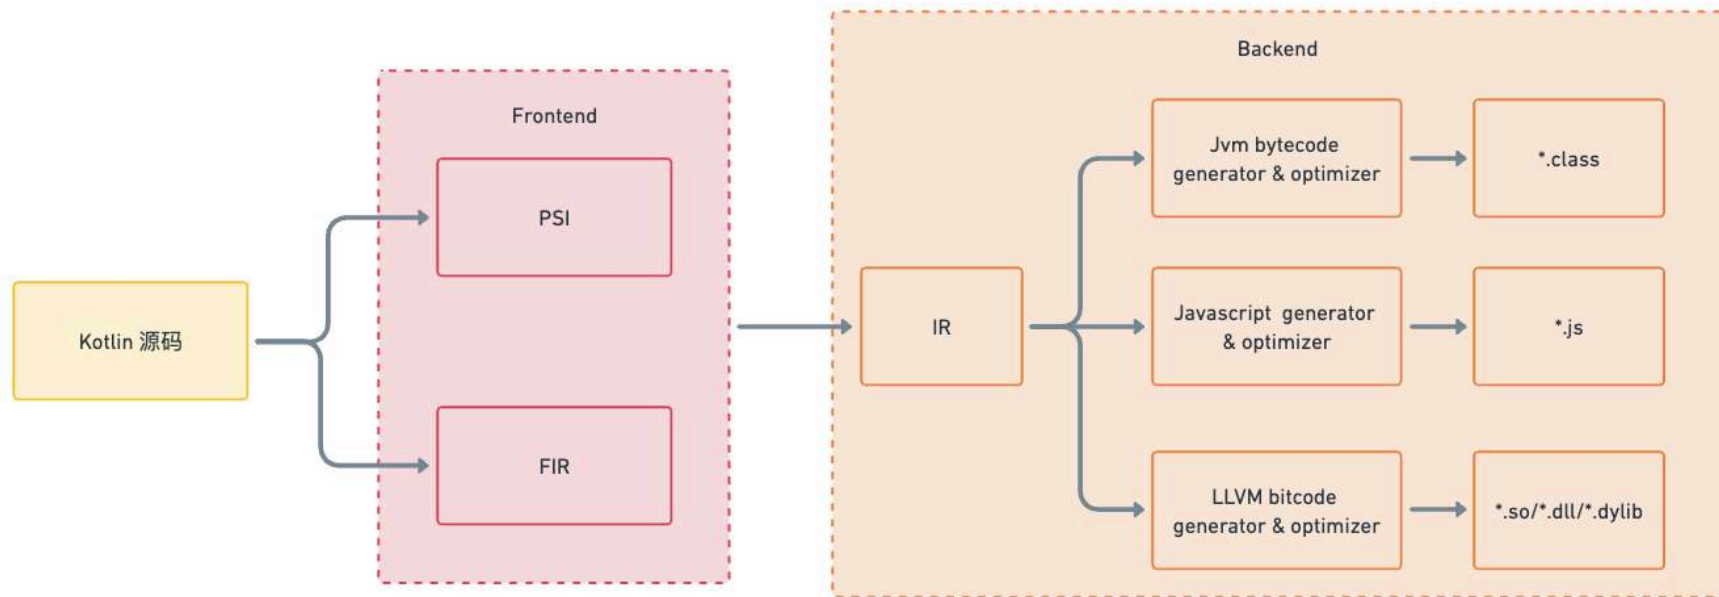 Kotlin 源码
Frontend
PSI
FIR
Backend
IR
Jvm bytecode
generator & optimizer
*.class
Javascript generator
& optimizer
*.js
LLVM bitcode
generator & optimizer
*.so/*.dll/*.dylib